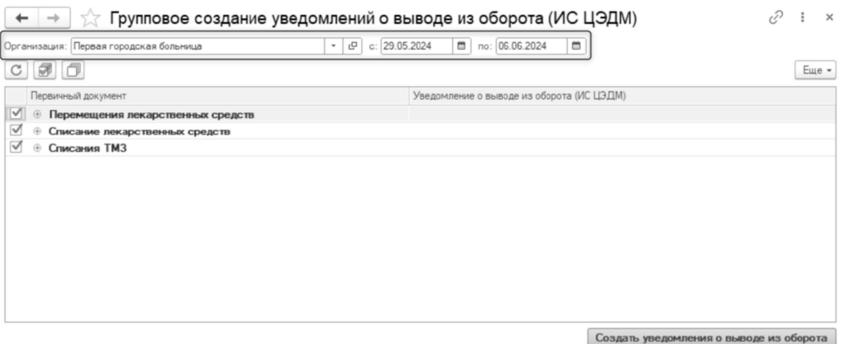 Групповое создание уведомлений о выводе из оборота (ИС ЦЭДМ)
Организация: Первая городская больница с: 29.05.2024 по: 06.06.2024
Еще
Первичный документ Уведомление о выводе из оборота (ИС ЦЭДМ)
Перемещения лекарственных средств
Списание лекарственных средств
Списания ТМЗ
Создать уведомления о выводе из оборота